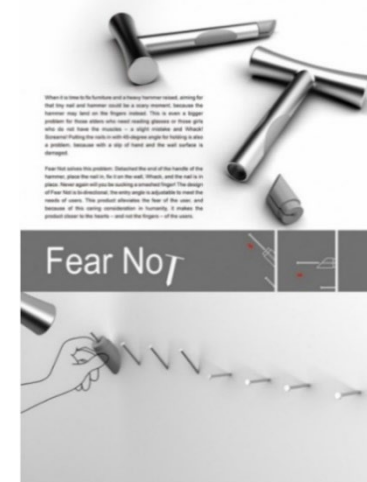 When it is time to fix furniture and a heavy hammer raised, aiming for
that tiny nail and hammer could be a scary moment, because the
hammer may land on the fingers instead. This is even a bigger
problem for those elders who need reading glasses or those girls
who do not have the muscles – a slight mistake and Whack!
Screams! Putting the nails in with 45-degree angle for holding is also
a problem, because with a slip of hand and the wall surface is
damaged.
Fear Not solves this problem: Detached the end of the handle of the
hammer, place the nail in, fix it on the wall. Whack, and the nail is in
place. Never again will you be sucking a smashed finger! The design
of Fear Not is bi-directional, the entry angle is adjustable to meet the
needs of users. This product alleviates the fear of the user, and
because of this caring consideration in humanity, it makes the
product closer to the hearts – and not the fingers – of the users.
Fear Not